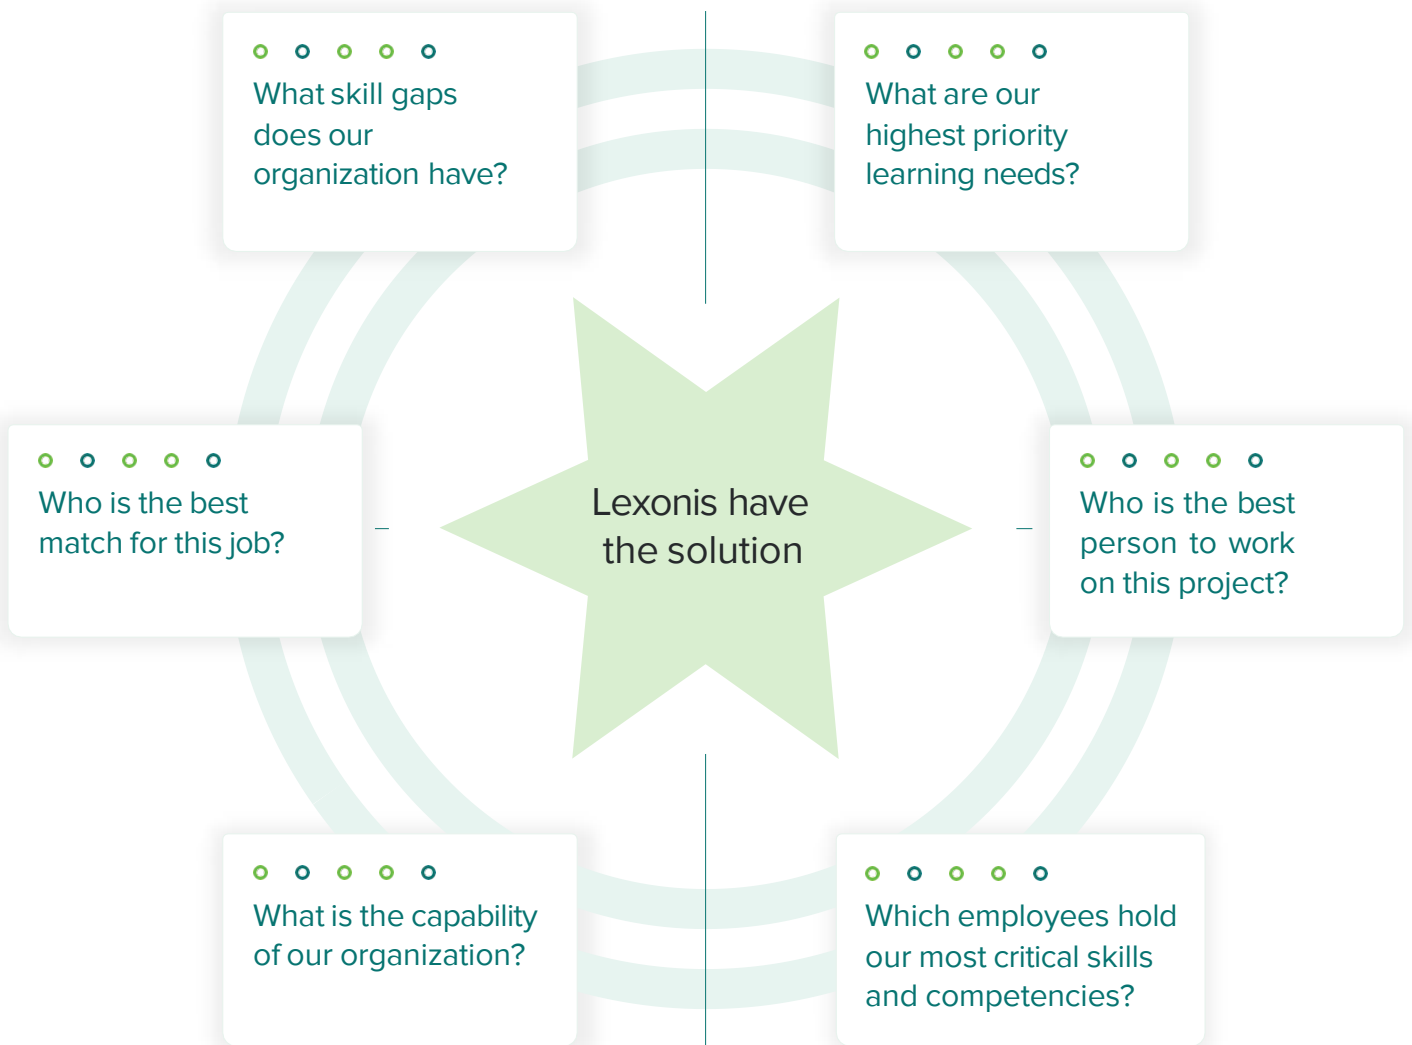 What skill gaps
does our
organization have?
What are our
highest priority
learning needs?
Who is the best
match for this job?
Lexonis have
the solution
Who is the best
person to work
on this project?
What is the capability
of our organization?
Which employees hold
our most critical skills
and competencies?